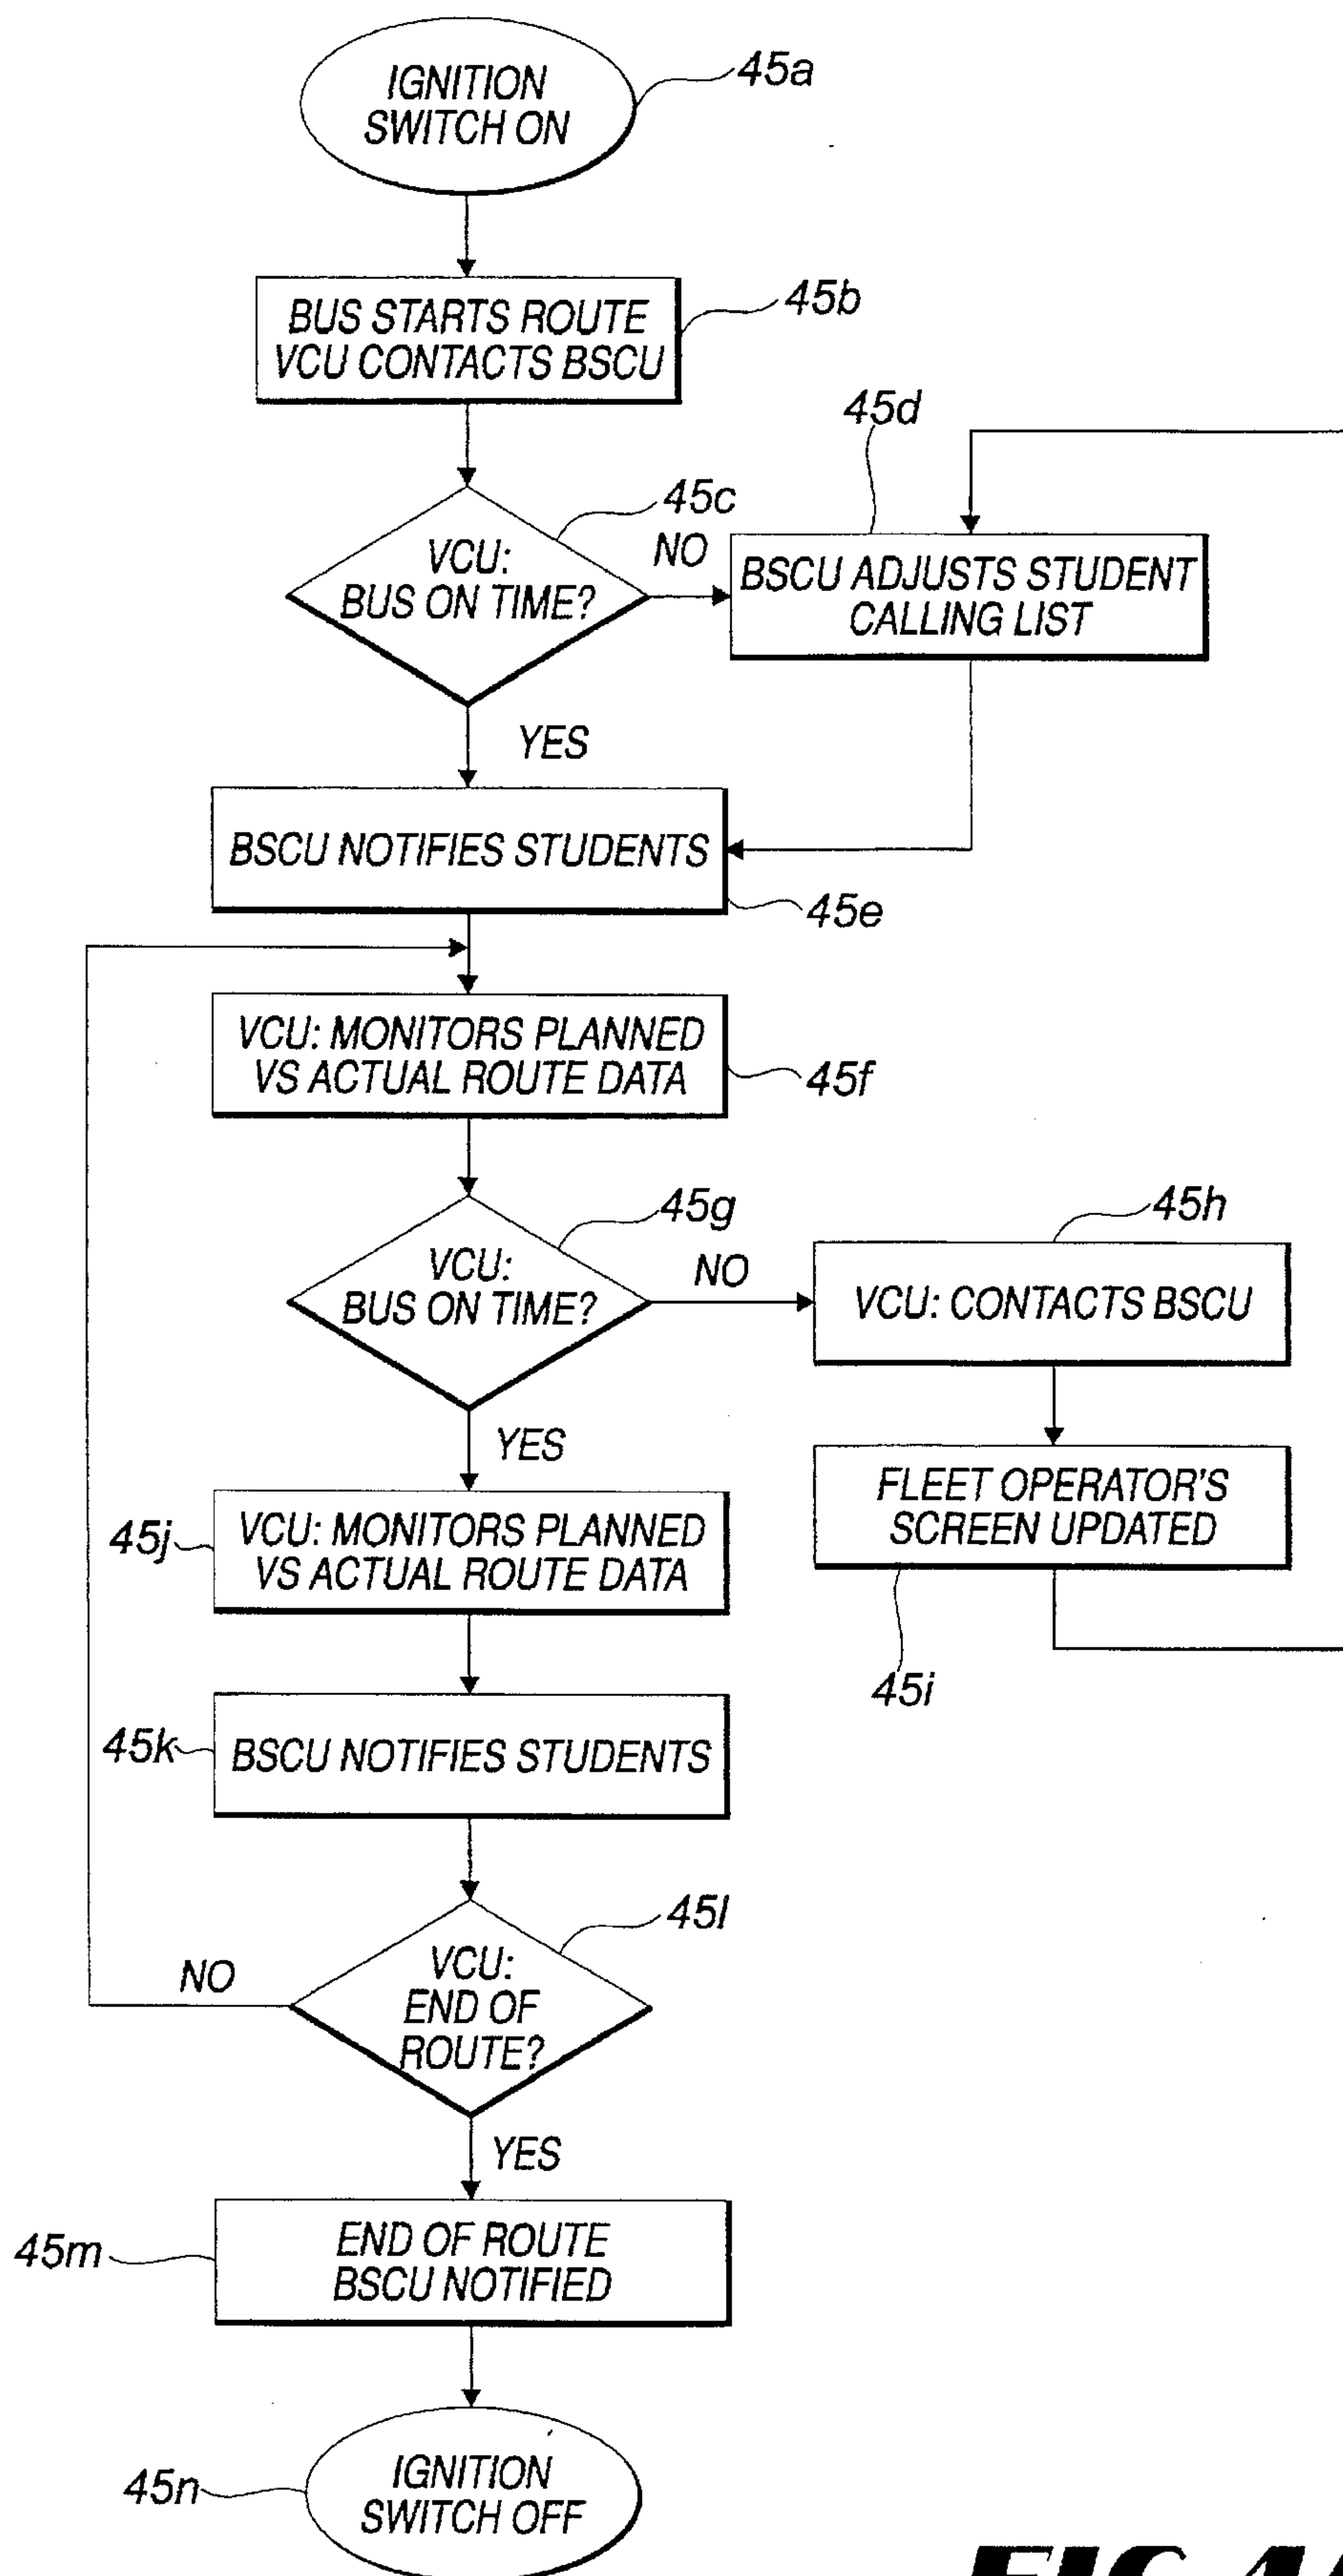 IGNITION
SWITCH ON
45a
BUS STARTS ROUTE
VCU CONTACTS BSCU
45b
45c
VCU:
BUS ON TIME?
NO
45d
BSCU ADJUSTS STUDENT
CALLING LIST
YES
BSCU NOTIFIES STUDENTS
45e
VCU: MONITORS PLANNED
VS ACTUAL ROUTE DATA
45f
45g
VCU:
BUS ON TIME?
NO
45h
VCU: CONTACTS BSCU
YES
FLEET OPERATOR'S
SCREEN UPDATED
45i
45j
VCU: MONITORS PLANNED
VS ACTUAL ROUTE DATA
45k
BSCU NOTIFIES STUDENTS
45l
VCU:
END OF
ROUTE?
NO
YES
45m
END OF ROUTE
BSCU NOTIFIED
45n
IGNITION
SWITCH OFF